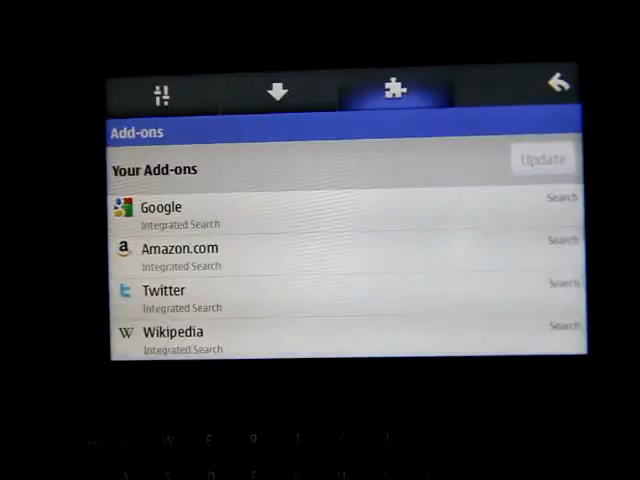 Add-ons
Your Add-ons
Update
Google
Search
Integrated Search
Amazon.com
Search
Integrated Search
Twitter
Search
Integrated Search
Wikipedia
Search
Integrated Search
W E R T Y
A S D F G H